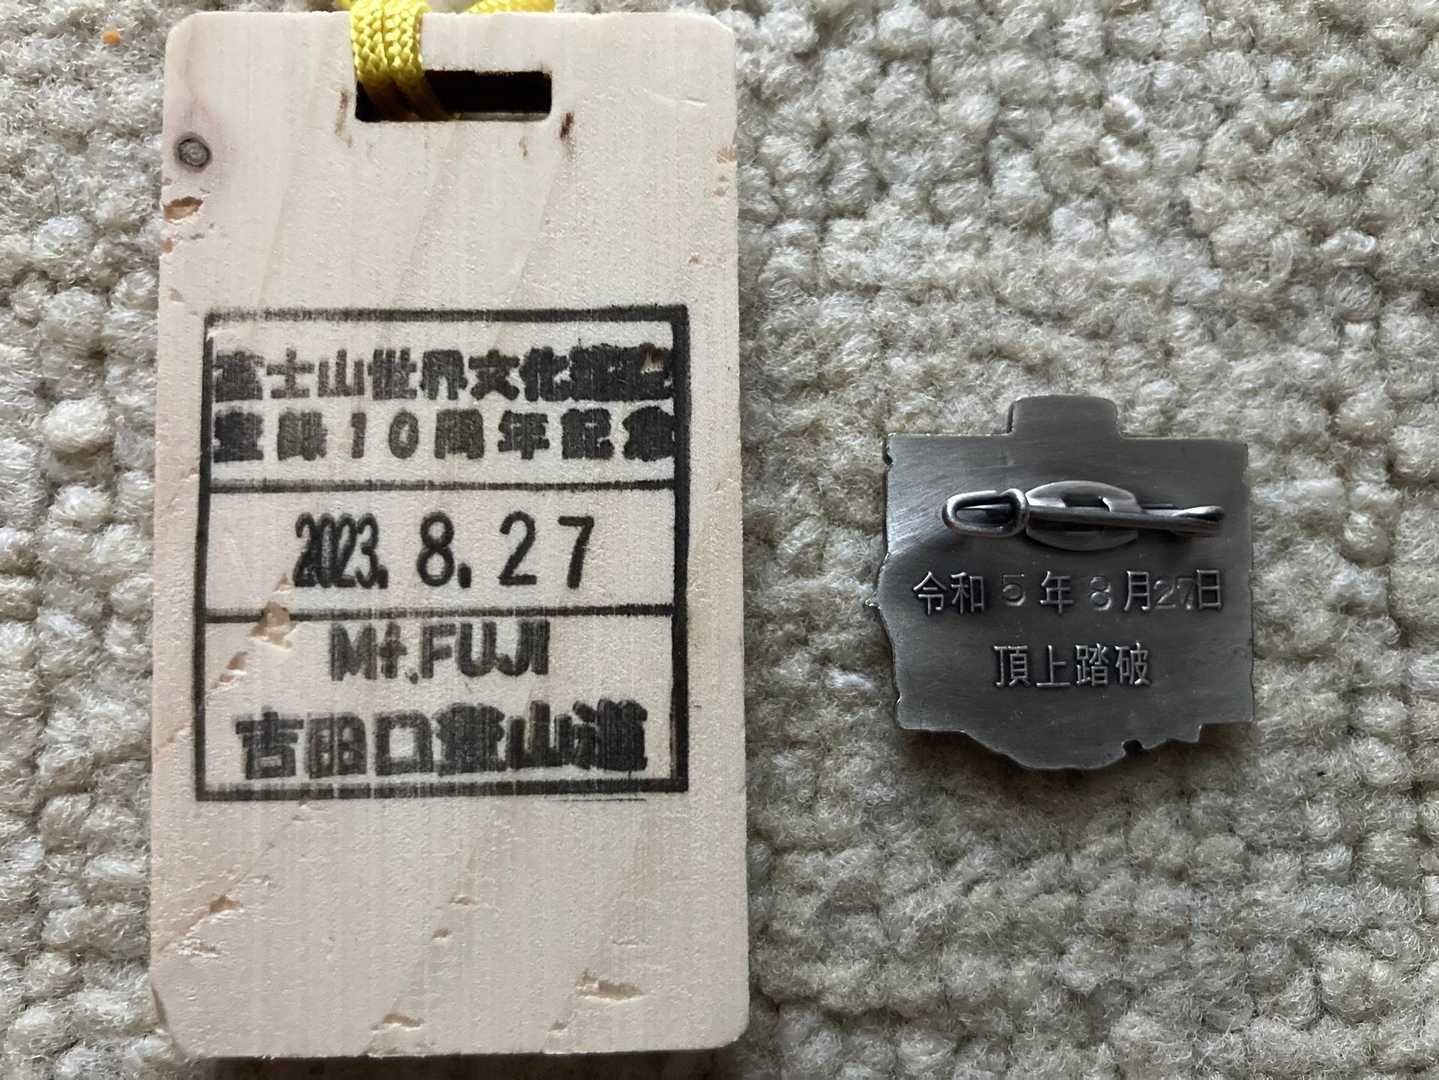 富士山世界文化遺産
登録10周年記念
2023. 8. 27
Mt.FUJI
吉田口登山道
令和5年8月27日
頂上踏破